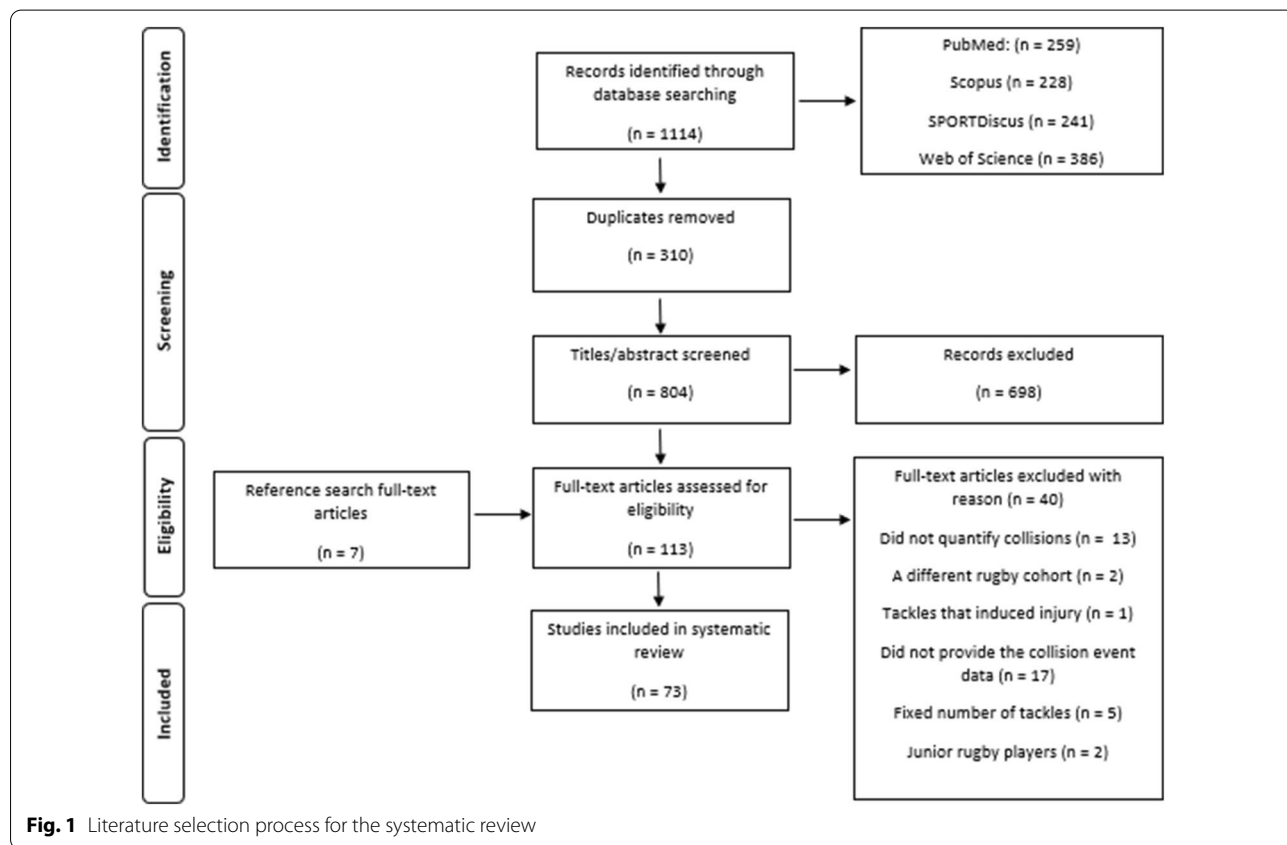 Identification
Records identified through
database searching
(n = 1114)
PubMed: (n = 259)
Scopus (n = 228)
SPORTDiscus (n = 241)
Web of Science (n = 386)
Screening
Duplicates removed
(n = 310)
Titles/abstract screened
(n = 804)
Records excluded
(n = 698)
Eligibility
Reference search full-text
articles
(n = 7)
Full-text articles assessed for
eligibility
(n = 113)
Full-text articles excluded with
reason (n = 40)
Did not quantify collisions (n = 13)
A different rugby cohort (n = 2)
Tackles that induced injury (n = 1)
Did not provide the collision event
data (n = 17)
Fixed number of tackles (n = 5)
Junior rugby players (n = 2)
Included
Studies included in systematic
review
(n = 73)
Fig. 1 Literature selection process for the systematic review